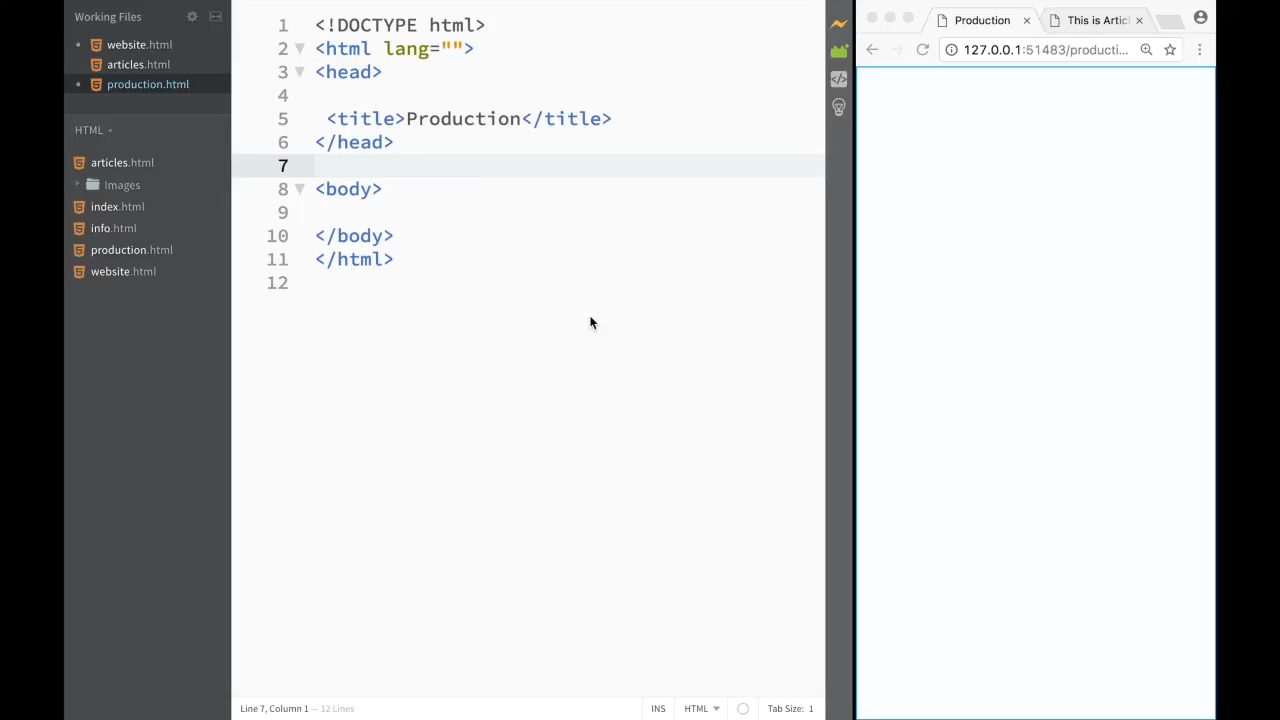 Working Files
website.html
articles.html
production.html
HTML
articles.html
Images
index.html
info.html
production.html
website.html
1 <!DOCTYPE html>
2 <html lang="">
3 <head>
4
5 <title>Production</title>
6 </head>
7
8 <body>
9
10 </body>
11 </html>
12
Line 7, Column 1 — 12 Lines
INS
HTML
Tab Size: 1
Production
This is Artic
127.0.0.1:51483/producti...